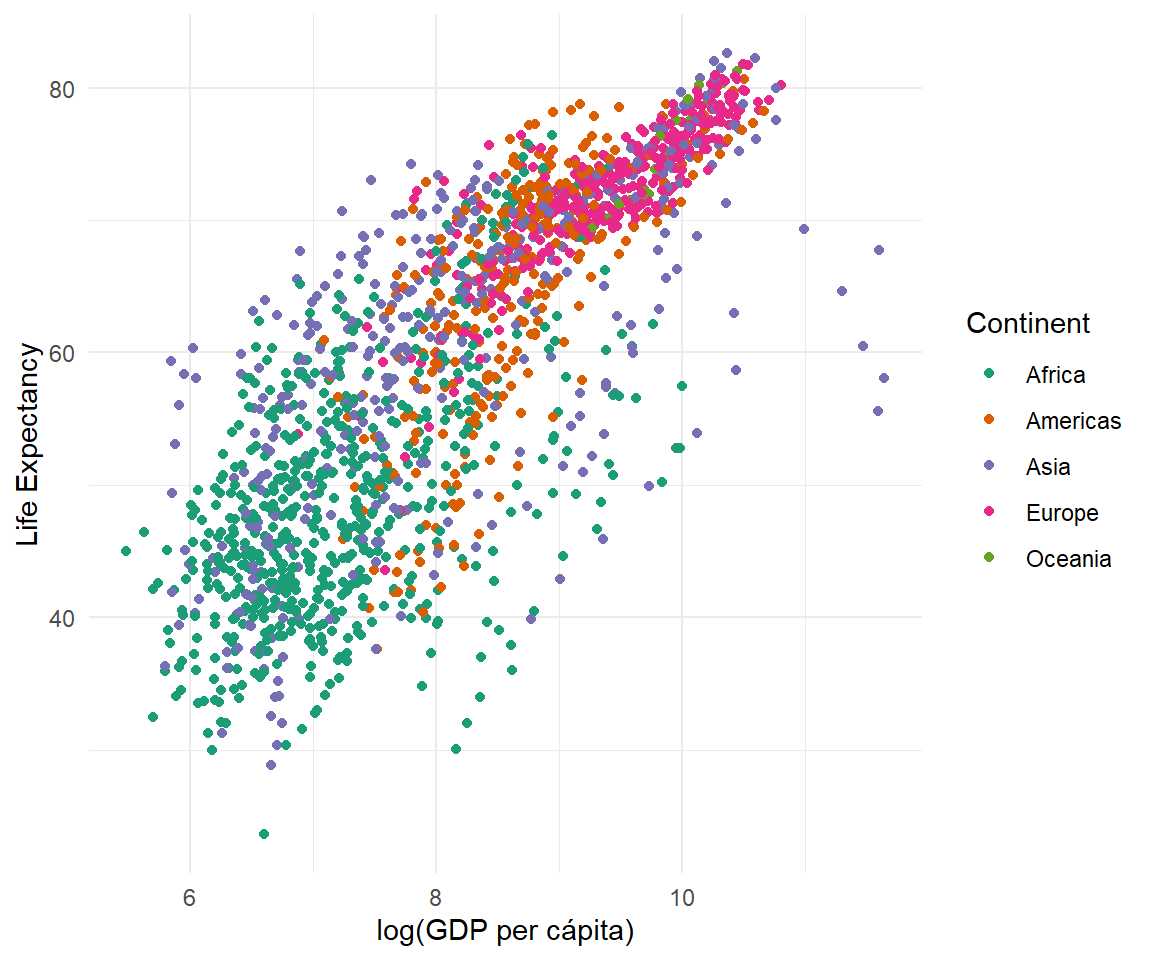 80
60
40
Life Expectancy
6
8
10
log(GDP per cápita)
Continent
Africa
Americas
Asia
Europe
Oceania